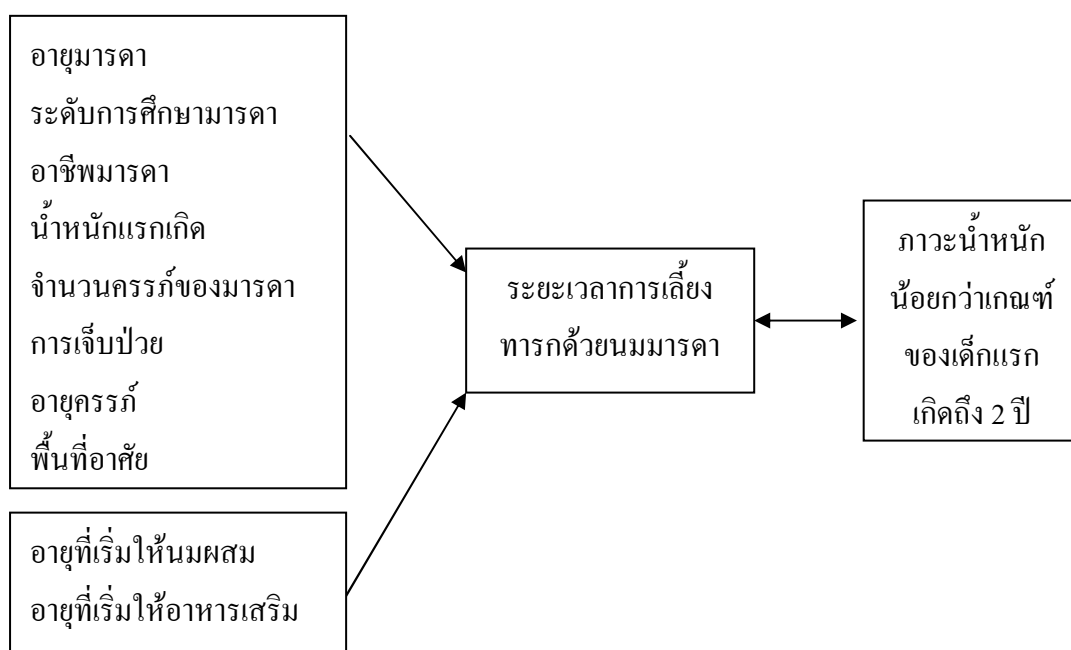 อายุมารดา
ระดับการศึกษามารดา
อาชีพมารดา
น้ำหนักแรกเกิด
จำนวนครรภ์ของมารดา
การเจ็บป่วย
อายุครรภ์
พื้นที่อาศัย
อายุที่เริ่มให้นมผสม
อายุที่เริ่มให้อาหารเสริม
ระยะเวลาการเลี้ยง
ทารกด้วยนมมารดา
ภาวะน้ำหนัก
น้อยกว่าเกณฑ์
ของเด็กแรก
เกิดถึง 2 ปี